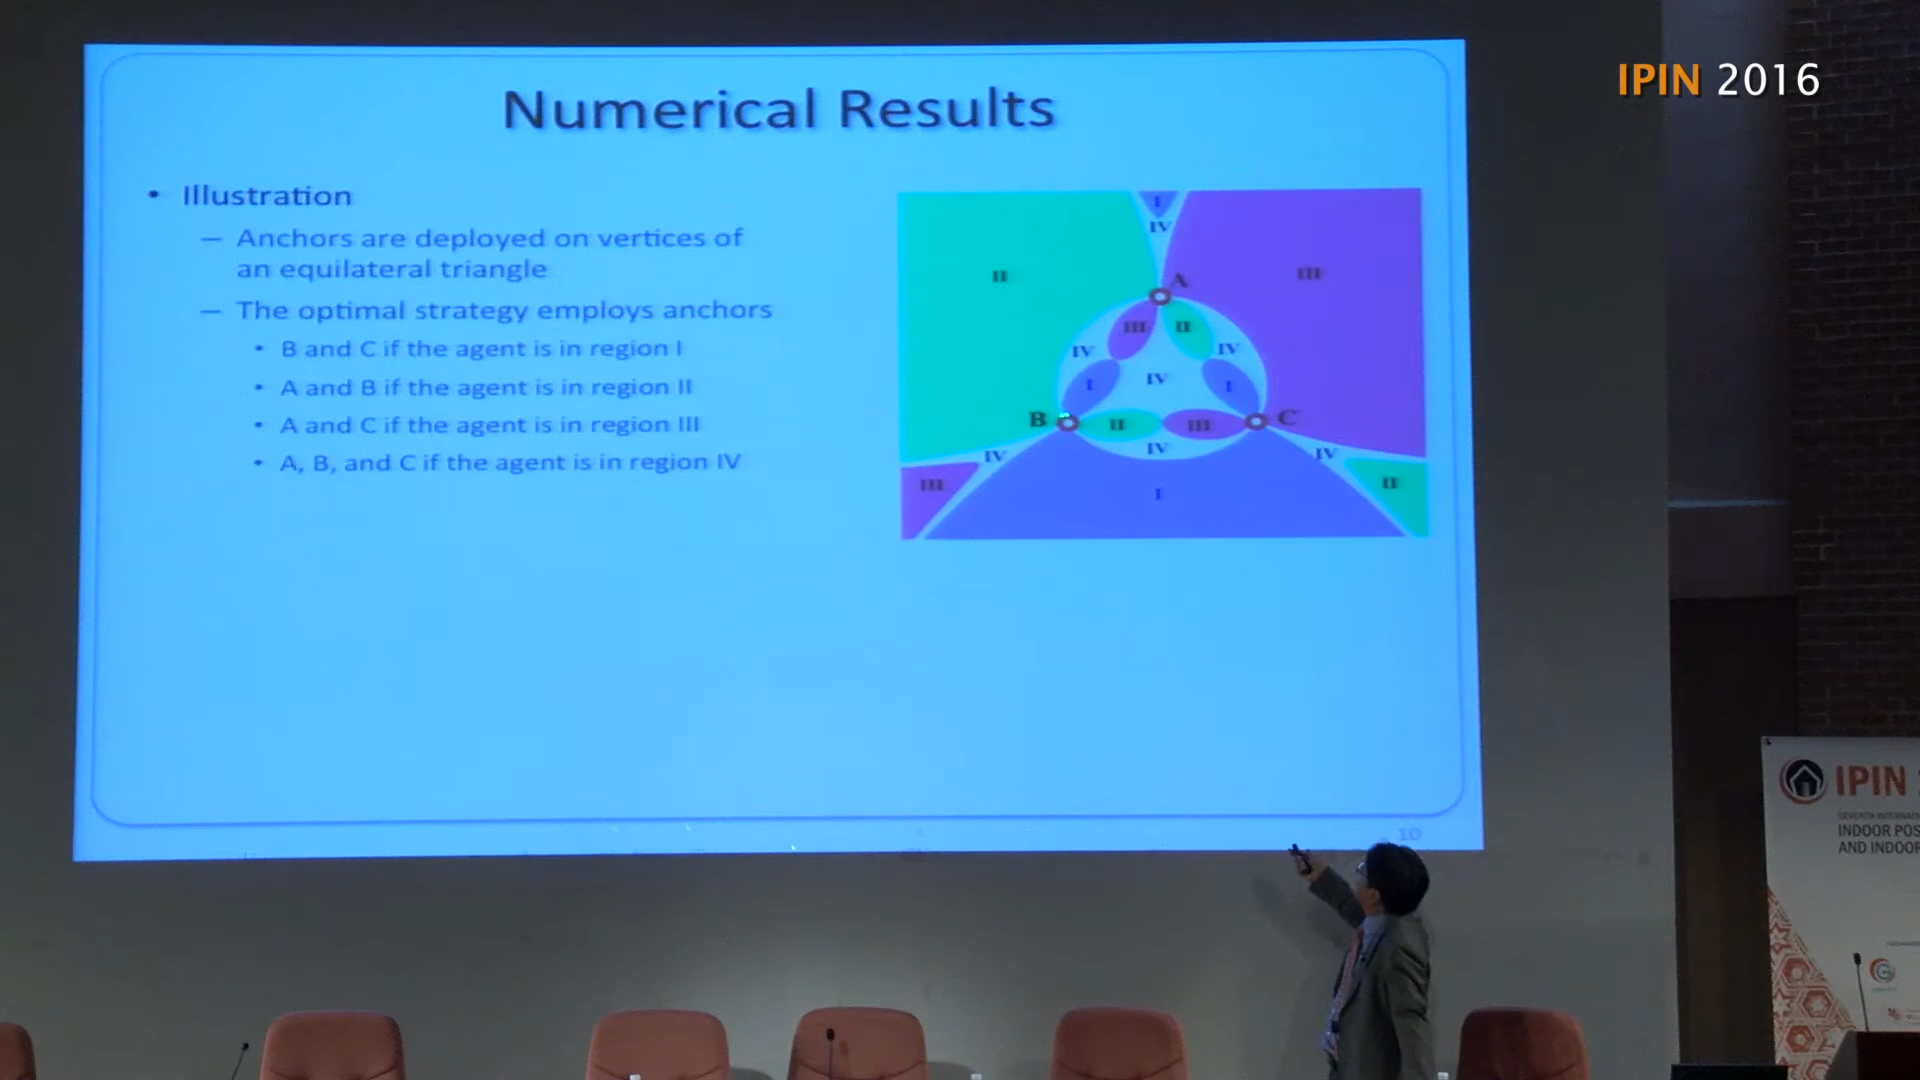 IPIN 2016
Numerical Results
• Illustration
– Anchors are deployed on vertices of
an equilateral triangle
– The optimal strategy employs anchors
• B and C if the agent is in region I
• A and B if the agent is in region II
• A and C if the agent is in region III
• A, B, and C if the agent is in region IV
I
IV
II
III
A
III
II
IV
IV
I
IV
I
B
II
III
C
IV
IV
IV
III
II
I
10
IPIN
INDOOR POS
AND INDOOR